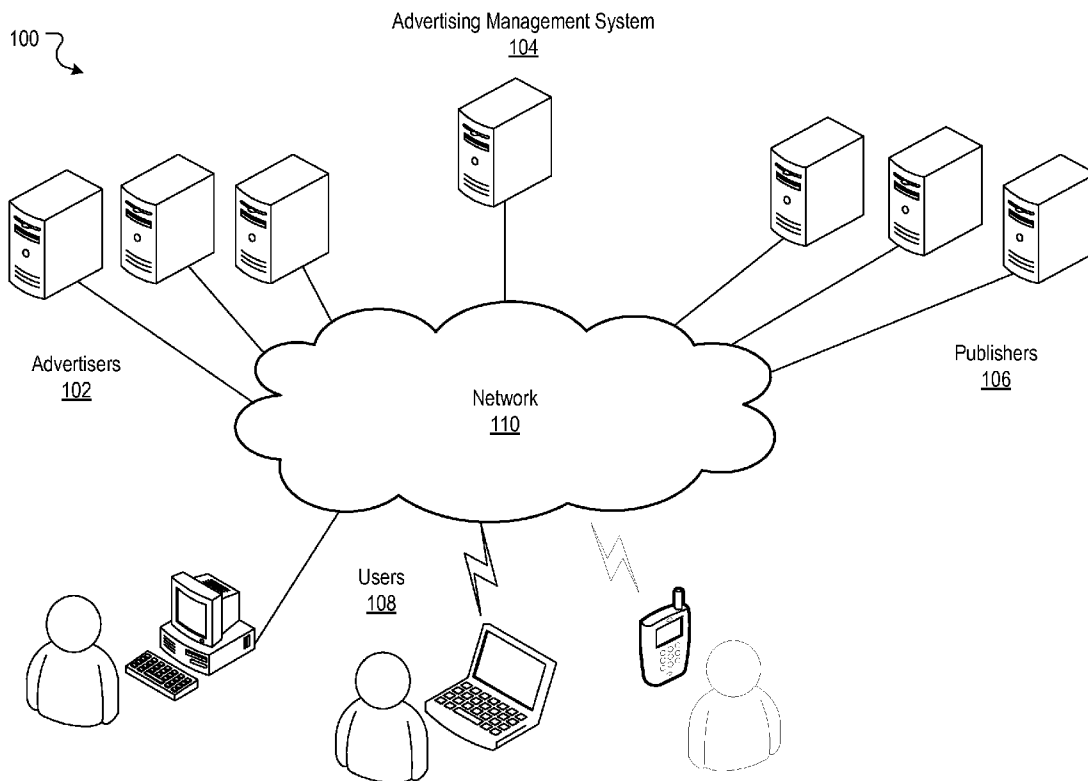 Advertising Management System
104
100
Advertisers
102
Publishers
106
Network
110
Users
108